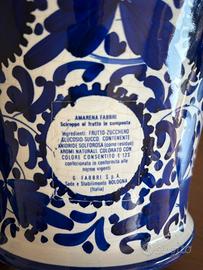 AMARENA FABBRI
Sciroppo al frutto in composta
Ingredienti: FRUTTO-ZUCCHERO
GLUCOSIO-SUCCO. CONTENENTE
ANIDRIDE SOLFOROSA (come residuo)
AROMI NATURALI. COLORATO CON
COLORE CONSENTITO E 123
confezionato in conformità alle
norme vigenti
G. FABBRI S.p.A.
Sede e Stabilimento BOLOGNA
(Italia)